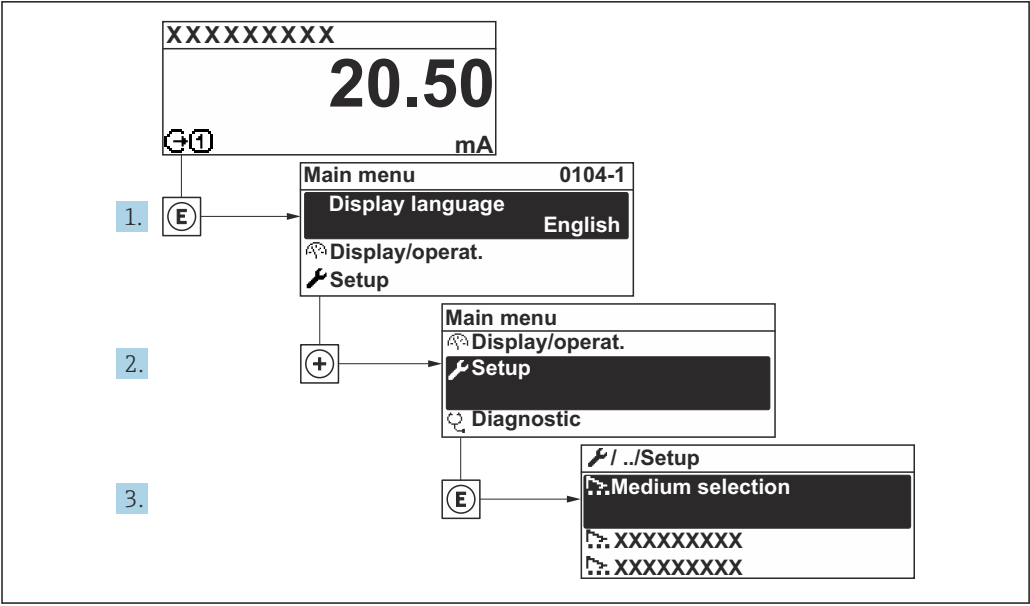 XXXXXXXXX
20.50
1
mA
Main menu 0104-1
Display language
English
Display/operat.
Setup
1. E
Main menu
Display/operat.
Setup
Diagnostic
2. +
/ ../Setup
Medium selection
XXXXXXXXX
XXXXXXXXX
3. E